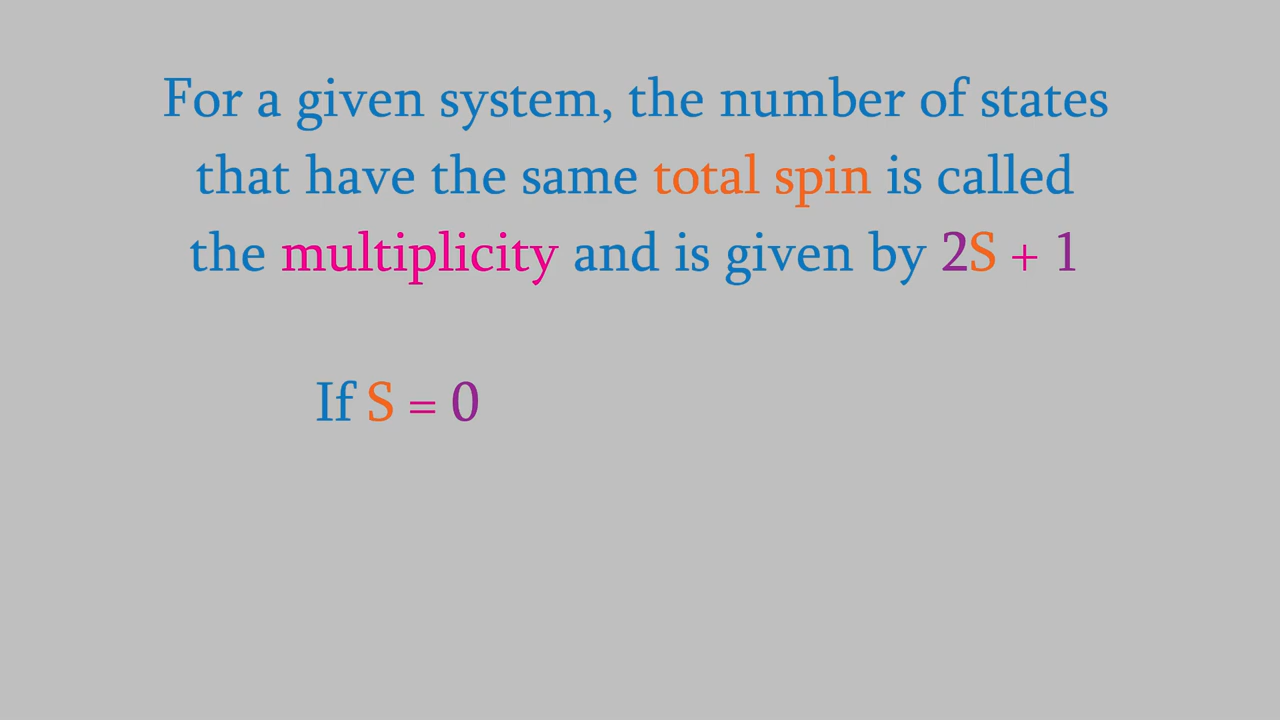 For a given system, the number of states
that have the same total spin is called
the multiplicity and is given by 2S + 1
If S = 0